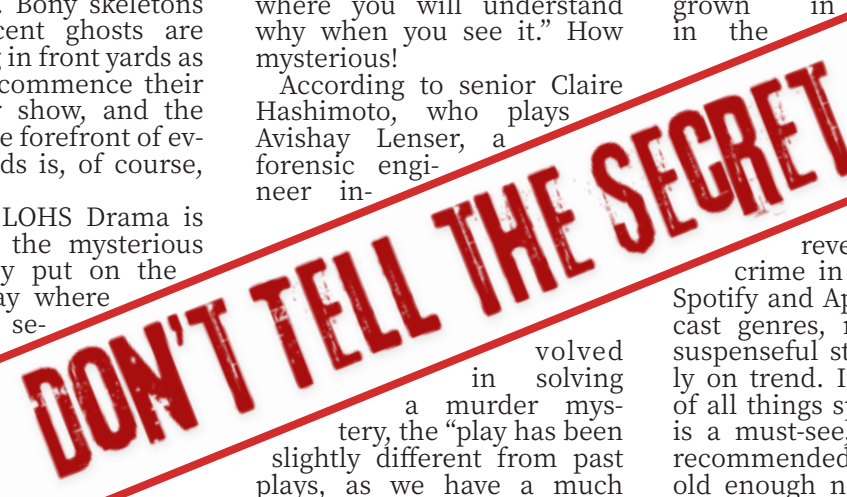 Bony skeletons
cent ghosts are
in front yards as
commence their
show, and the
e forefront of ev-
ds is, of course,
LOHS Drama is
the mysterious
y put on the
ay where
se-
where you will understand
why when you see it.” How
mysterious!
According to senior Claire
Hashimoto, who plays
Avishay Lenser, a
forensic engi-
neer in-
DON'T TELL THE SECRET
volved
in solving
a murder mys-
tery, the “play has been
slightly different from past
plays, as we have a much
grown in
in the
reve
crime in
Spotify and Ap
cast genres,
suspenseful st
ly on trend. I
of all things sp
is a must-see,
recommended
old enough n